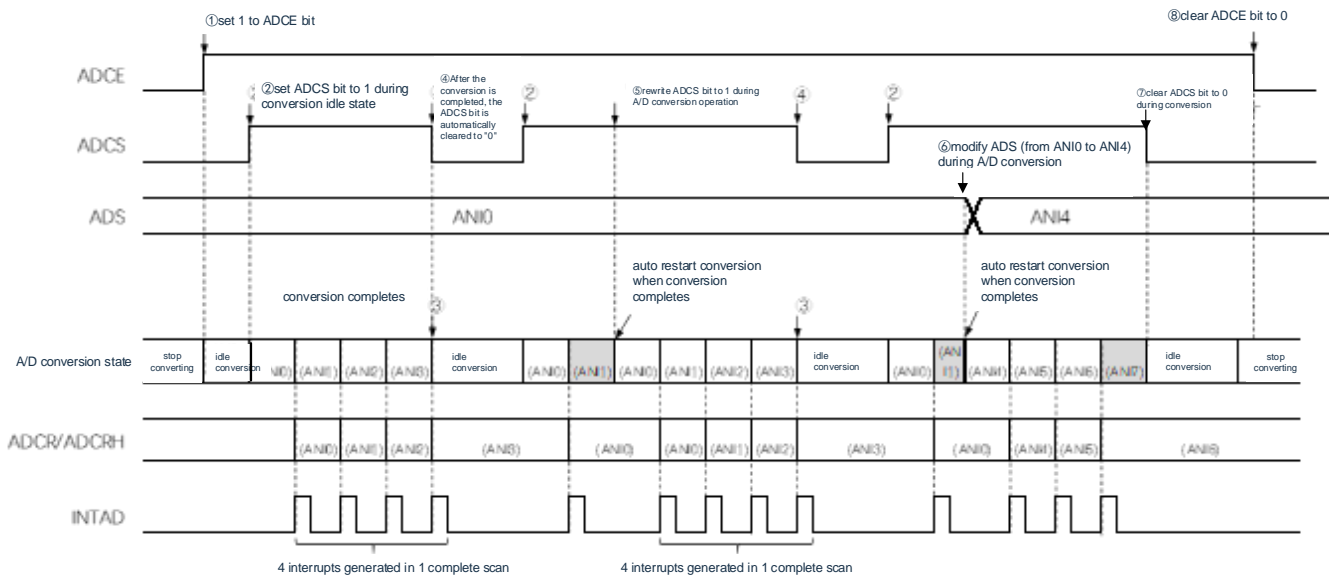 ①set 1 to ADCE bit
⑧clear ADCE bit to 0
ADCE
②set ADCS bit to 1 during
conversion idle state
④After the
conversion is
completed, the
ADCS bit is
automatically
cleared to "0"
②
⑤rewrite ADCS bit to 1 during
A/D conversion operation
④
②
⑦clear ADCS bit to 0
during conversion
ADCS
⑥modify ADS (from ANI0 to ANI4)
during A/D conversion
ADS
ANI0
ANI4
conversion completes
③
auto restart conversion
when conversion
completes
③
auto restart conversion
when conversion
completes
A/D conversion state
stop
converting
idle
conversion
(ANI1)
(ANI2)
(ANI3)
idle
conversion
(ANI0)
(ANI1)
(ANI0)
(ANI1)
(ANI2)
(ANI3)
idle
conversion
(ANI0)
(ANI4)
(ANI5)
(ANI6)
(ANI7)
idle
conversion
stop
converting
ADCR/ADCRH
(ANI0)
(ANI1)
(ANI2)
(ANI3)
(ANI0)
(ANI0)
(ANI1)
(ANI2)
(ANI3)
(ANI0)
(ANI4)
(ANI5)
(ANI6)
INTAD
4 interrupts generated in 1 complete scan
4 interrupts generated in 1 complete scan